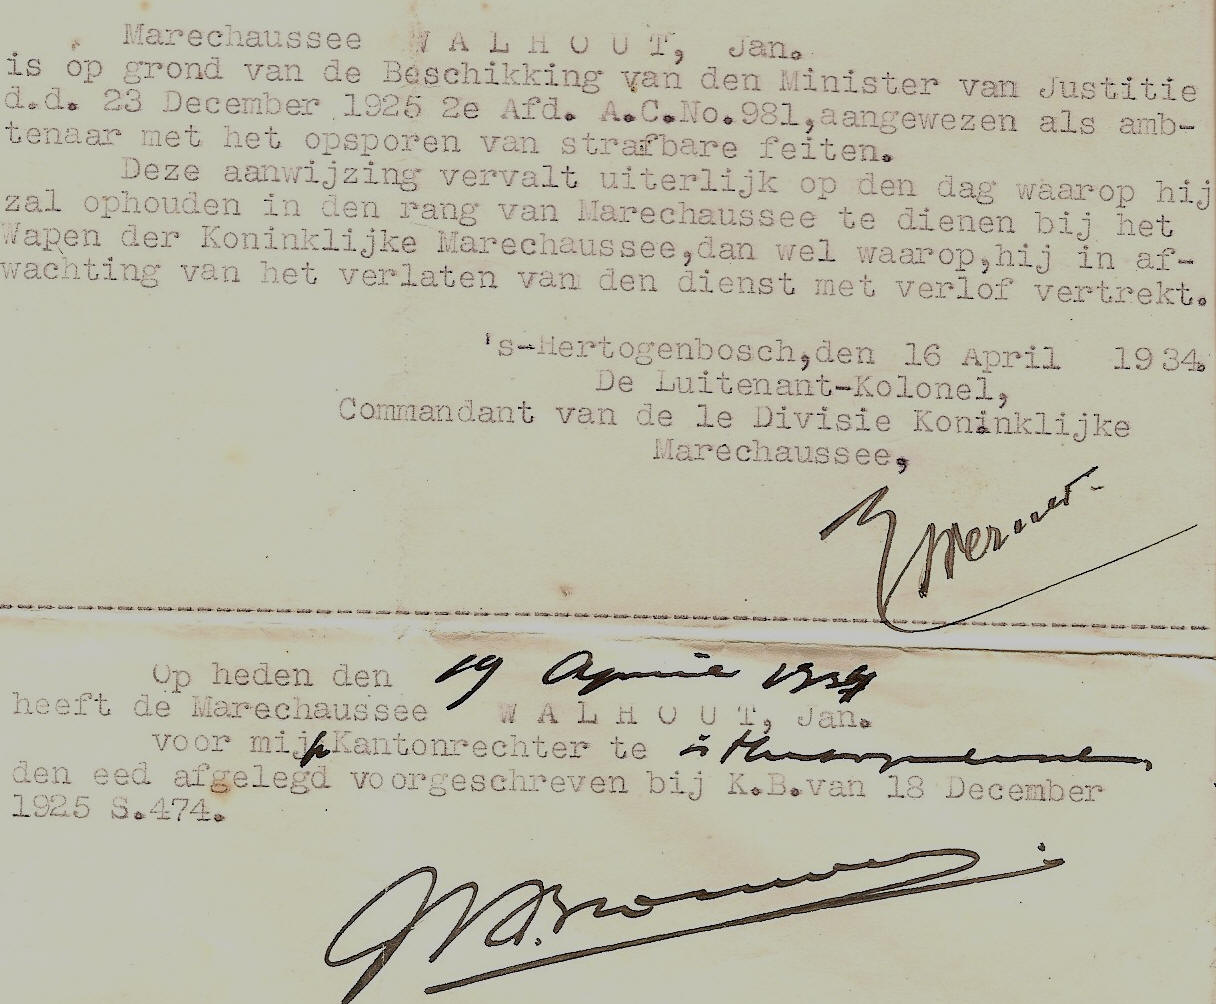 Marechaussee W A L H O U T, Jan.
is op grond van de Beschikking van den Minister van Justitie
d.d. 23 December 1925 2e Afd. A.C.No.981,aangewezen als amb-
tenaar met het opsporen van strafbare feiten.
Deze aanwijzing vervalt uiterlijk op den dag waarop hij
zal ophouden in den rang van Marechaussee te dienen bij het
Wapen der Koninklijke Marechaussee,dan wel waarop,hij in af-
wachting van het verlaten van den dienst met verlof vertrekt.
's-Hertogenbosch,den 16 April 1934.
De Luitenant-Kolonel,
Commandant van de 1e Divisie Koninklijke
Marechaussee,
Op heden den 19 April 1934
heeft de Marechaussee W A L H O U T, Jan.
voor mij, Kantonrechter te 's Hertogenbosch,
den eed afgelegd voorgeschreven bij K.B.van 18 December
1925 S.474.